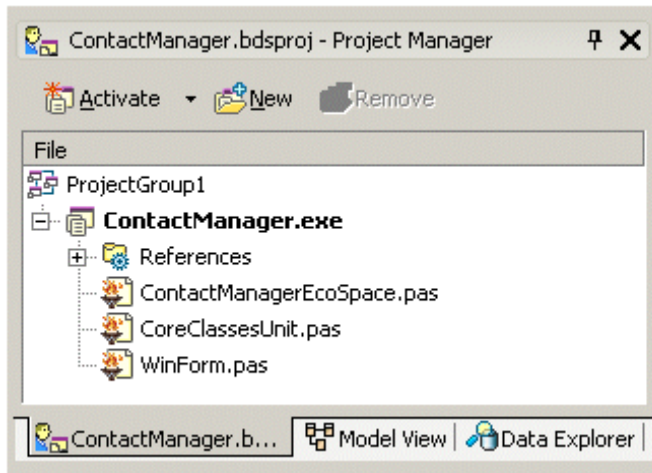 ContactManager.bdsproj - Project Manager
Activate New Remove
File
ProjectGroup1
ContactManager.exe
References
ContactManagerEcoSpace.pas
CoreClassesUnit.pas
WinForm.pas
ContactManager.b... Model View Data Explorer